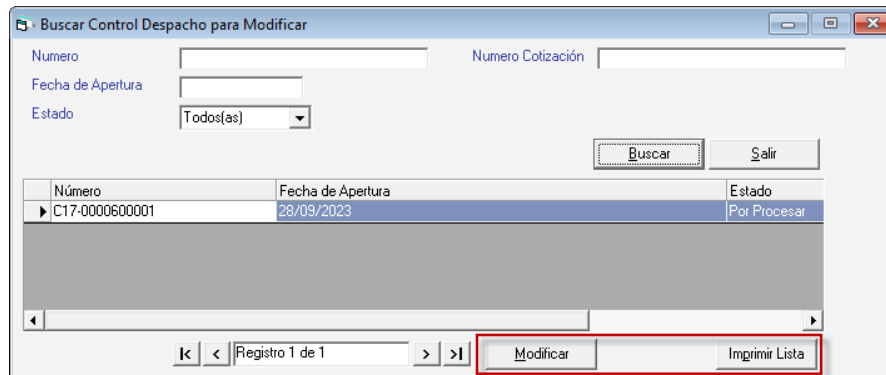 Buscar Control Despacho para Modificar
Numero Numero Cotización
Fecha de Apertura
Estado Todos(as)
Buscar Salir
Número Fecha de Apertura Estado
C17-0000600001 28/09/2023 Por Procesar
Registro 1 de 1 Modificar Imprimir Lista